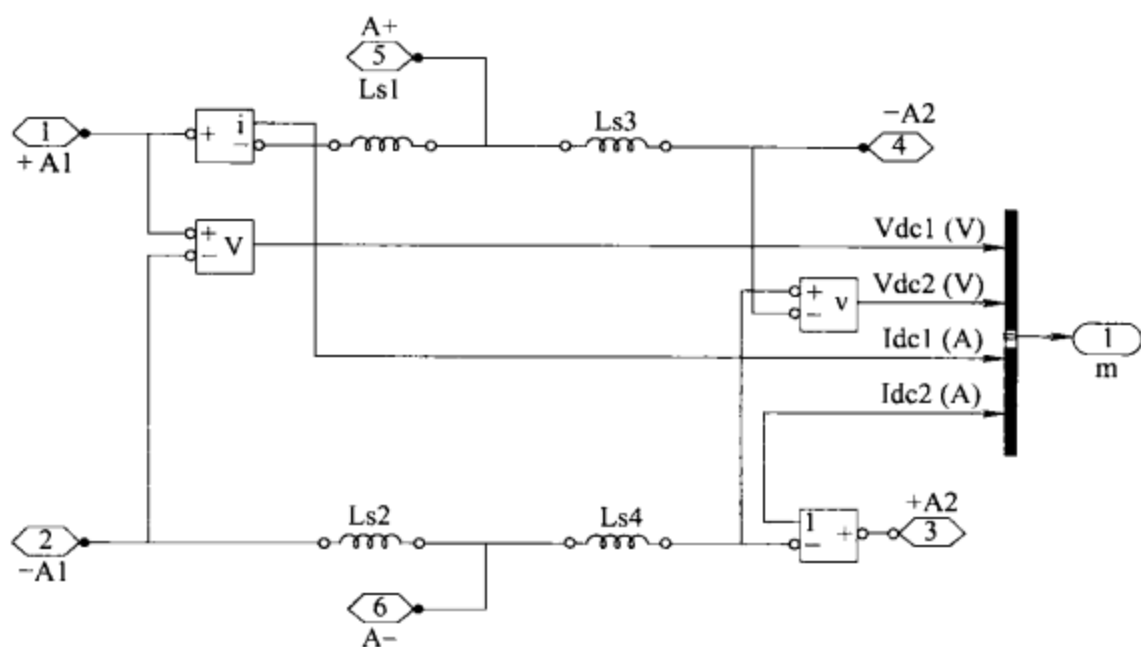 A+
5
Ls1
1
+ A1
+ i
−
Ls3
−A2
4
+
− V
Vdc1 (V)
+
− v
Vdc2 (V)
Idc1 (A)
1
m
Idc2 (A)
Ls2
Ls4
+A2
2
−A1
I
− +
3
6
A−